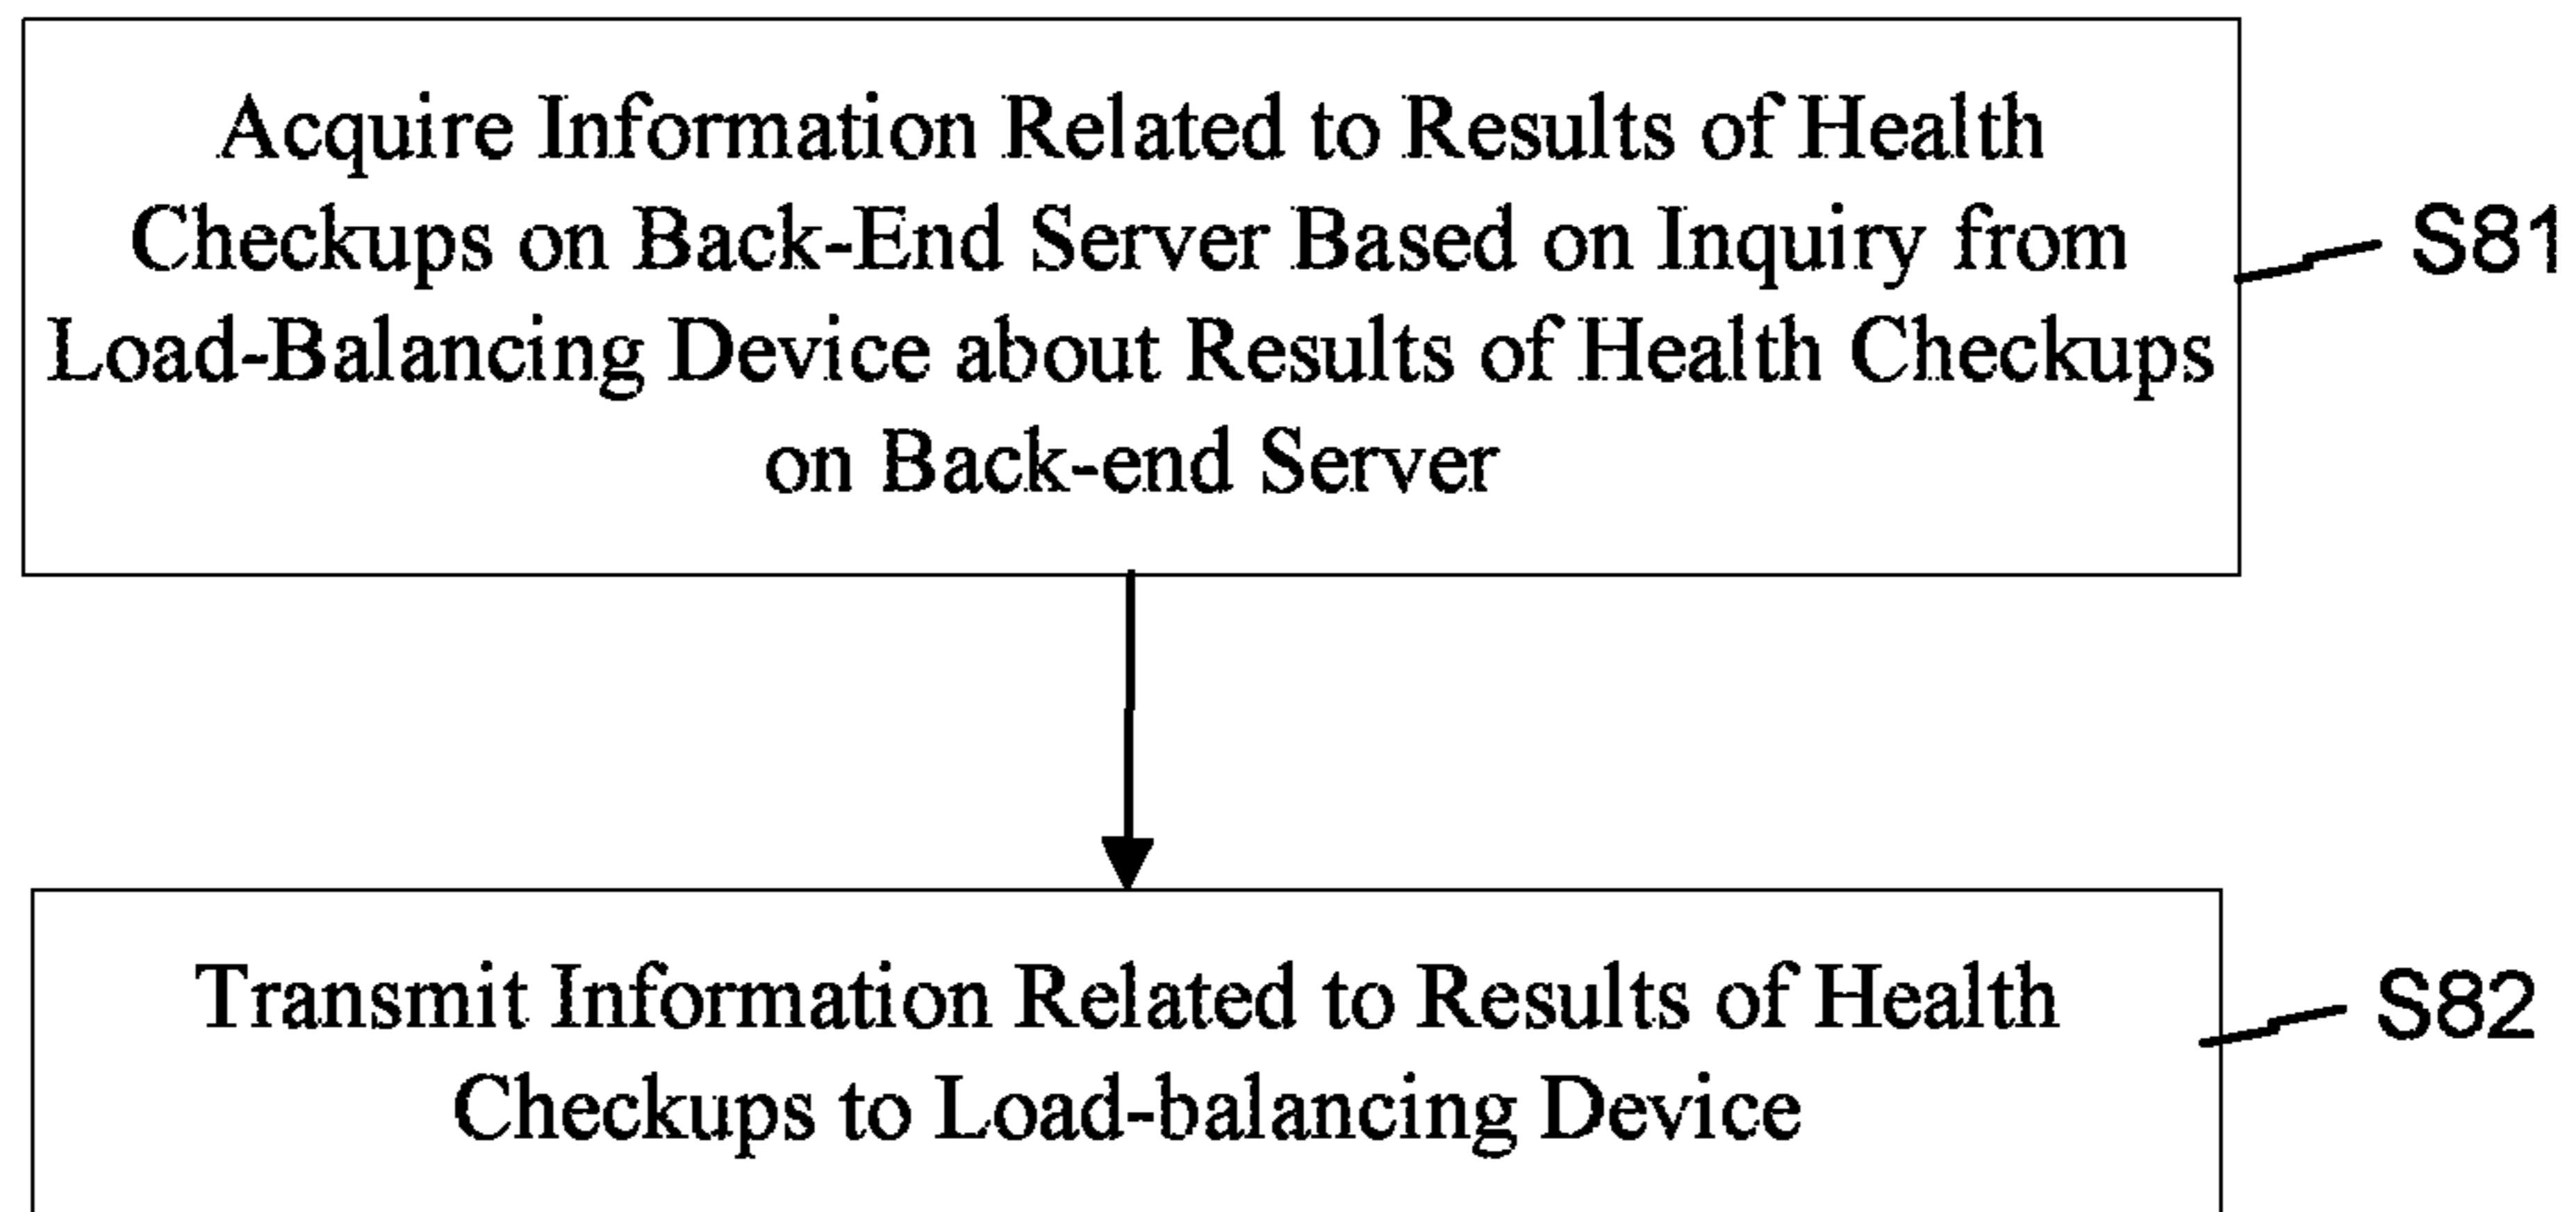 Acquire Information Related to Results of Health
Checkups on Back-End Server Based on Inquiry from
Load-Balancing Device about Results of Health Checkups
on Back-end Server
S81
Transmit Information Related to Results of Health
Checkups to Load-balancing Device
S82